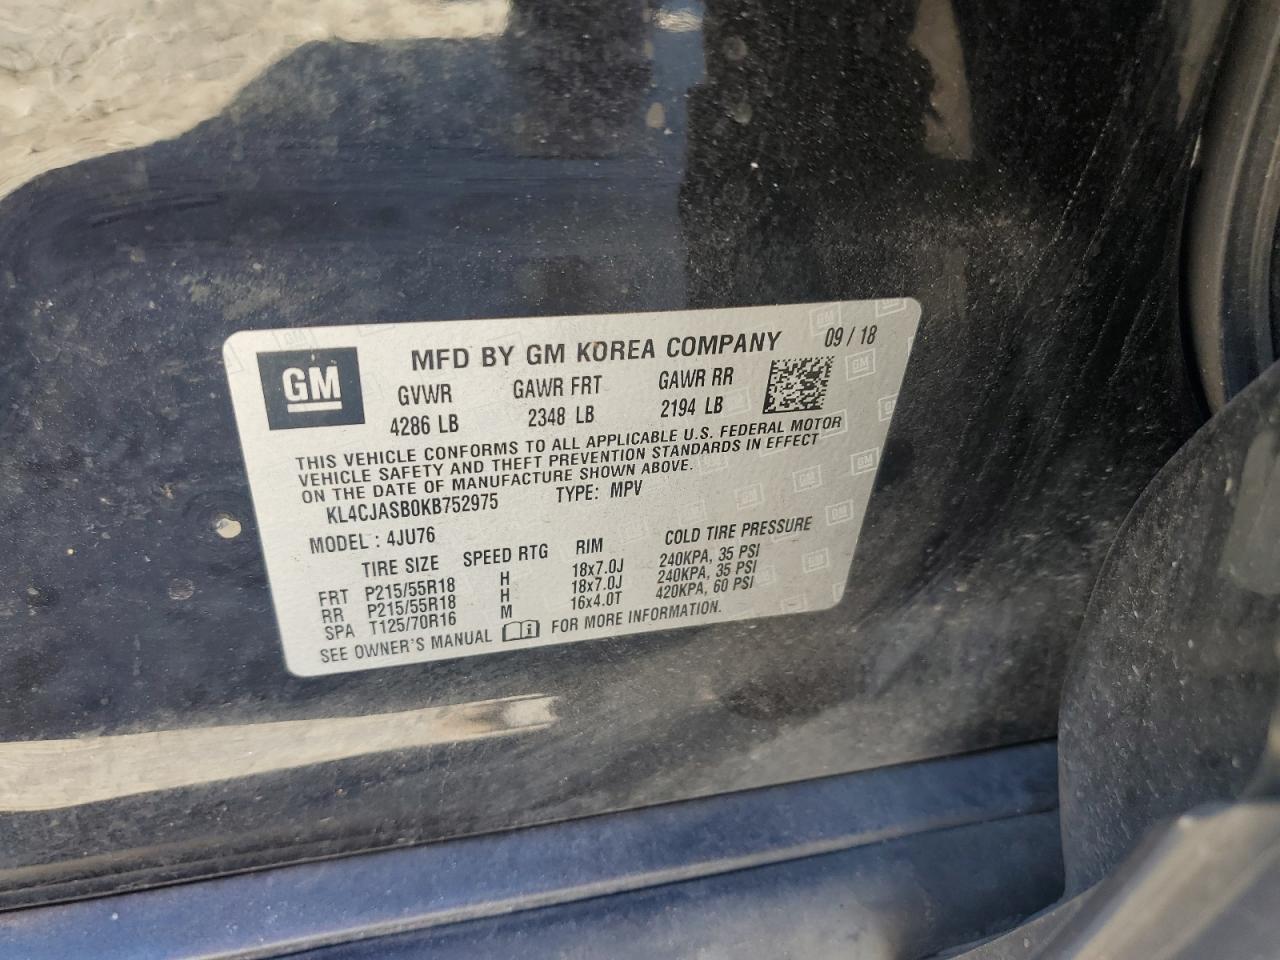 GM
MFD BY GM KOREA COMPANY 09 / 18
GVWR GAWR FRT GAWR RR
4286 LB 2348 LB 2194 LB
THIS VEHICLE CONFORMS TO ALL APPLICABLE U.S. FEDERAL MOTOR
VEHICLE SAFETY AND THEFT PREVENTION STANDARDS IN EFFECT
ON THE DATE OF MANUFACTURE SHOWN ABOVE.
KL4CJASB0KB752975 TYPE: MPV
MODEL : 4JU76
TIRE SIZE SPEED RTG RIM COLD TIRE PRESSURE
FRT P215/55R18 H 18x7.0J 240KPA, 35 PSI
RR P215/55R18 H 18x7.0J 240KPA, 35 PSI
SPA T125/70R16 M 16x4.0T 420KPA, 60 PSI
SEE OWNER'S MANUAL FOR MORE INFORMATION.